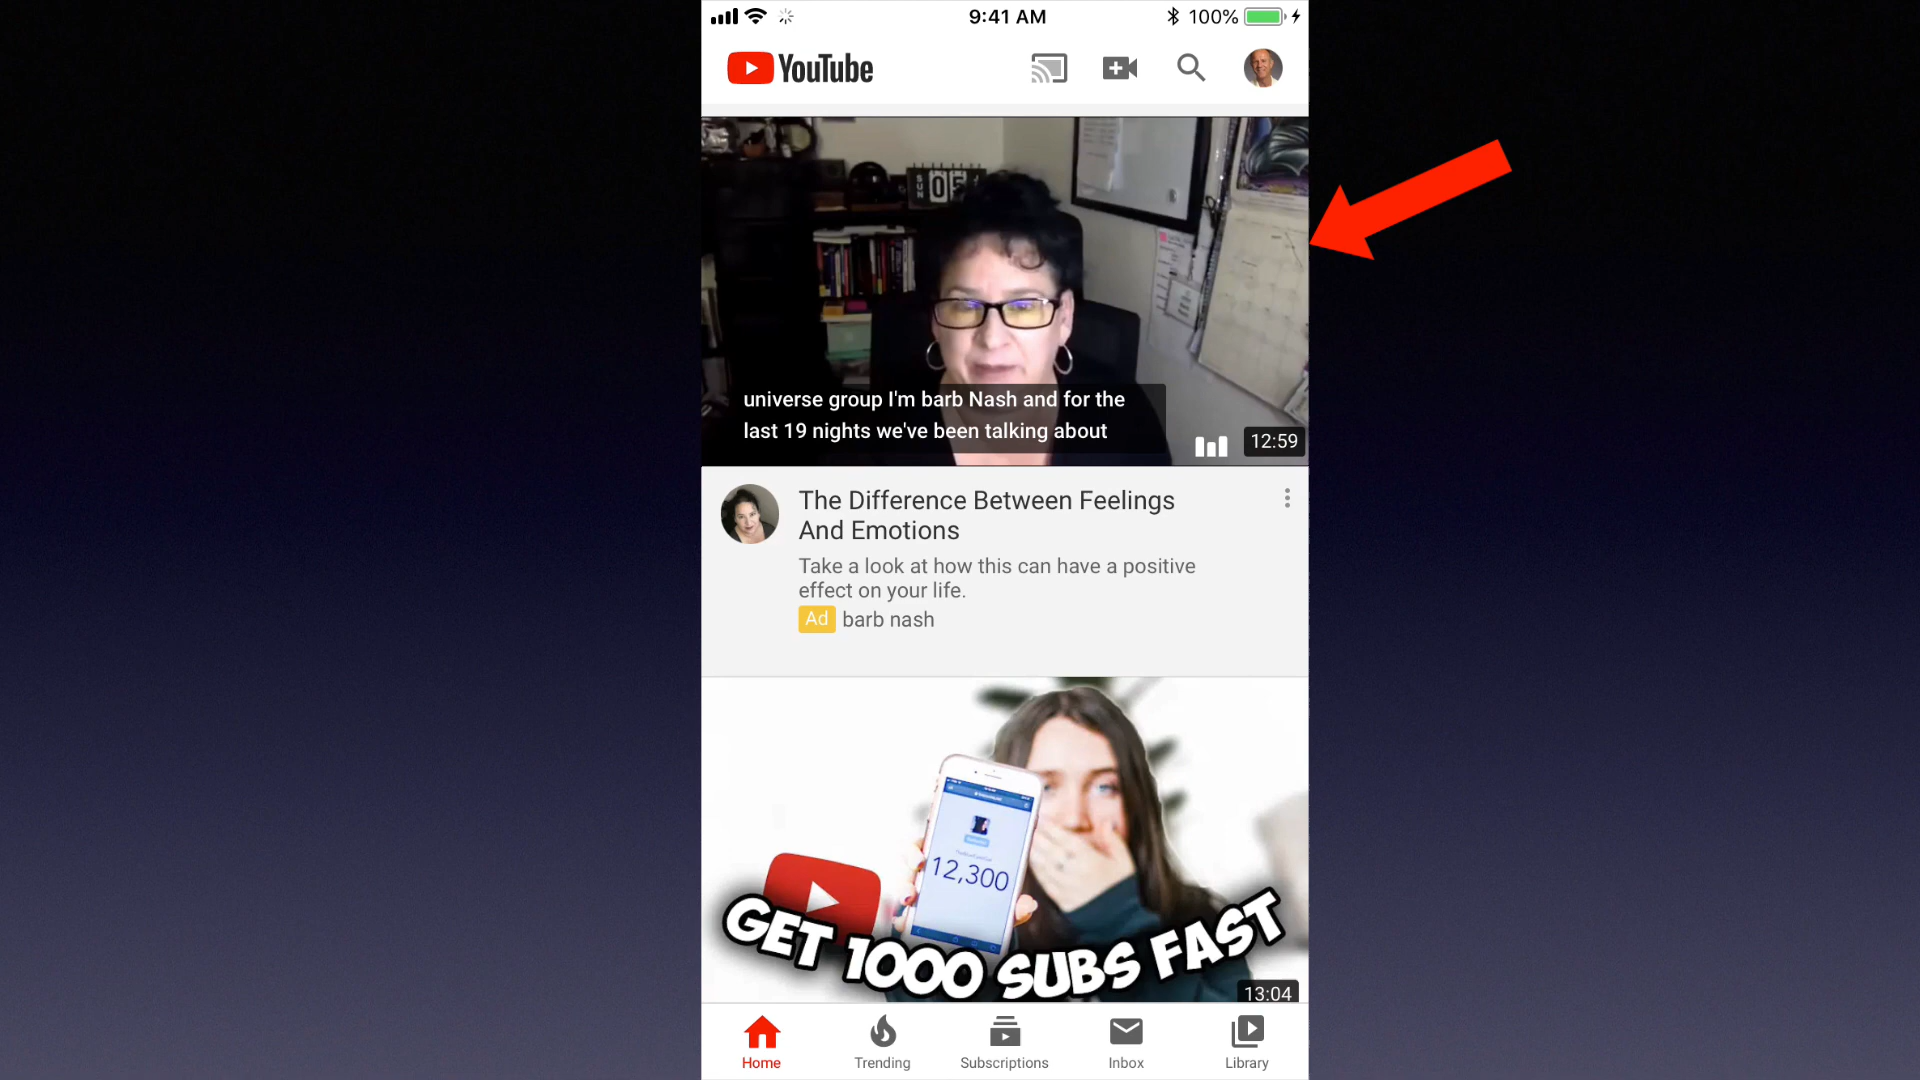 9:41 AM
100%
YouTube
SUN
05
universe group I'm barb Nash and for the
last 19 nights we've been talking about
12:59
The Difference Between Feelings
And Emotions
Take a look at how this can have a positive
effect on your life.
Ad barb nash
12,300
GET 1000 SUBS FAST
13:04
Home
Trending
Subscriptions
Inbox
Library